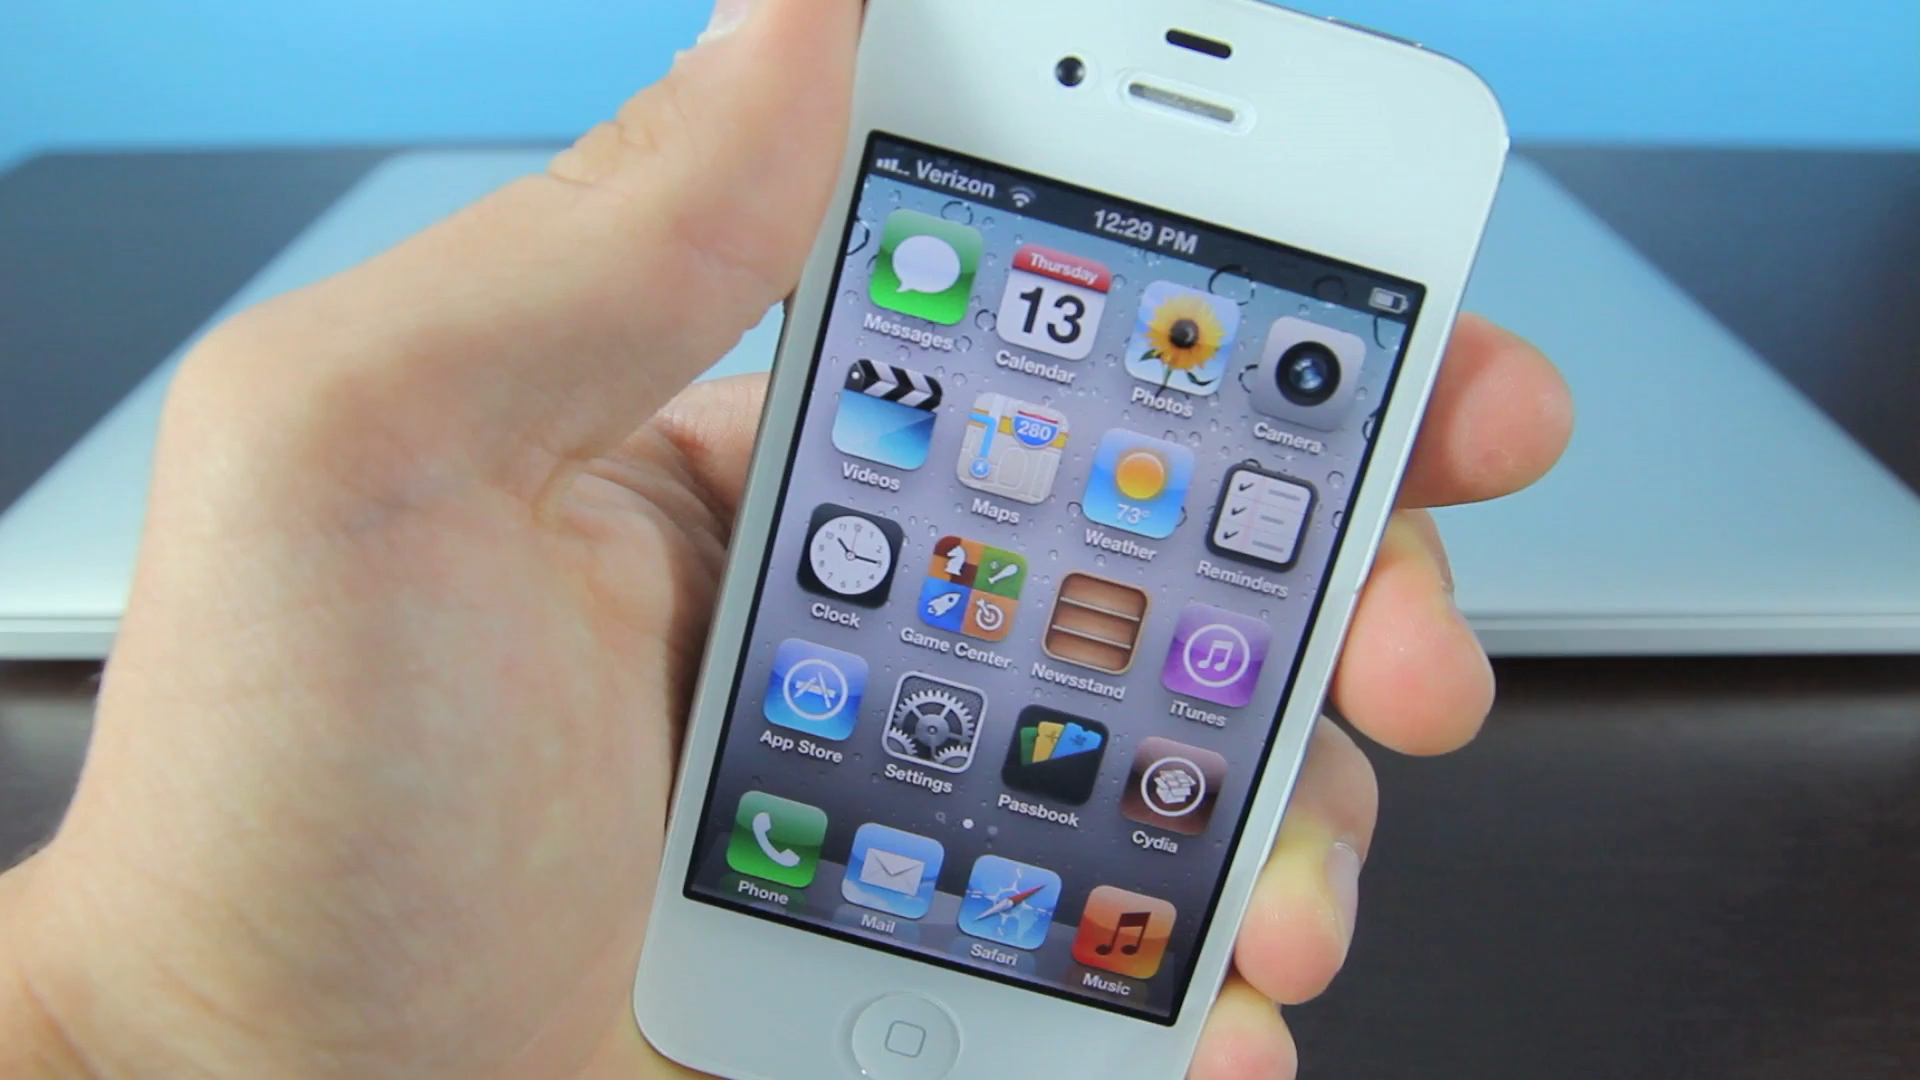 Verizon 12:29 PM
Thursday
13
Messages Calendar Photos Camera
280
73°
Videos Maps Weather Reminders
Clock Game Center Newsstand iTunes
App Store Settings Passbook Cydia
Phone Mail Safari Music